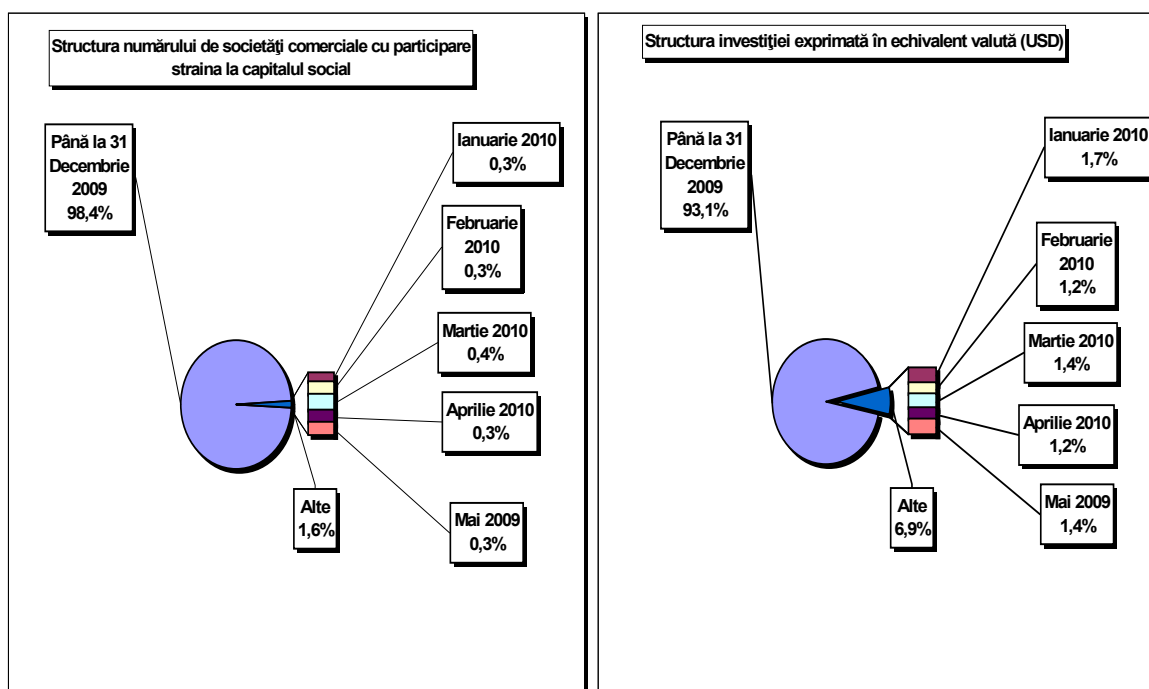 Structura numărului de societăţi comerciale cu participare
straina la capitalul social
Până la 31
Decembrie
2009
98,4%
Ianuarie 2010
0,3%
Februarie
2010
0,3%
Martie 2010
0,4%
Aprilie 2010
0,3%
Mai 2009
0,3%
Alte
1,6%
Structura investiţiei exprimată în echivalent valută (USD)
Până la 31
Decembrie
2009
93,1%
Ianuarie 2010
1,7%
Februarie
2010
1,2%
Martie 2010
1,4%
Aprilie 2010
1,2%
Mai 2009
1,4%
Alte
6,9%